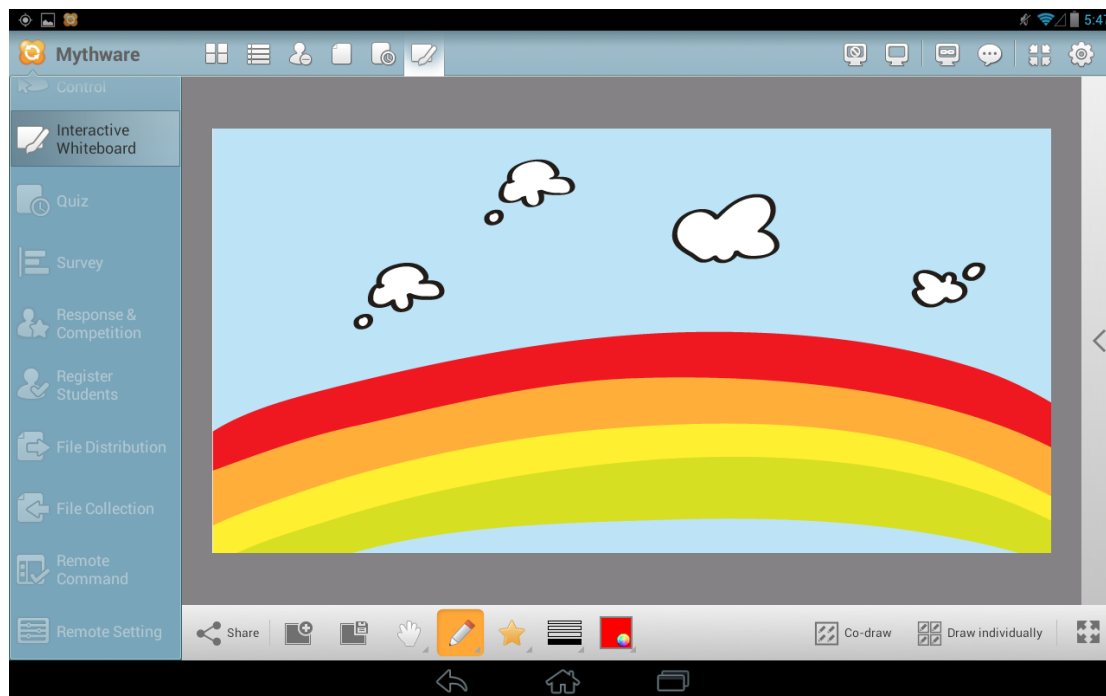 5:47
Mythware
Control
Interactive
Whiteboard
Quiz
Survey
Response &
Competition
Register
Students
File Distribution
File Collection
Remote
Command
Remote Setting
Share
Co-draw
Draw individually